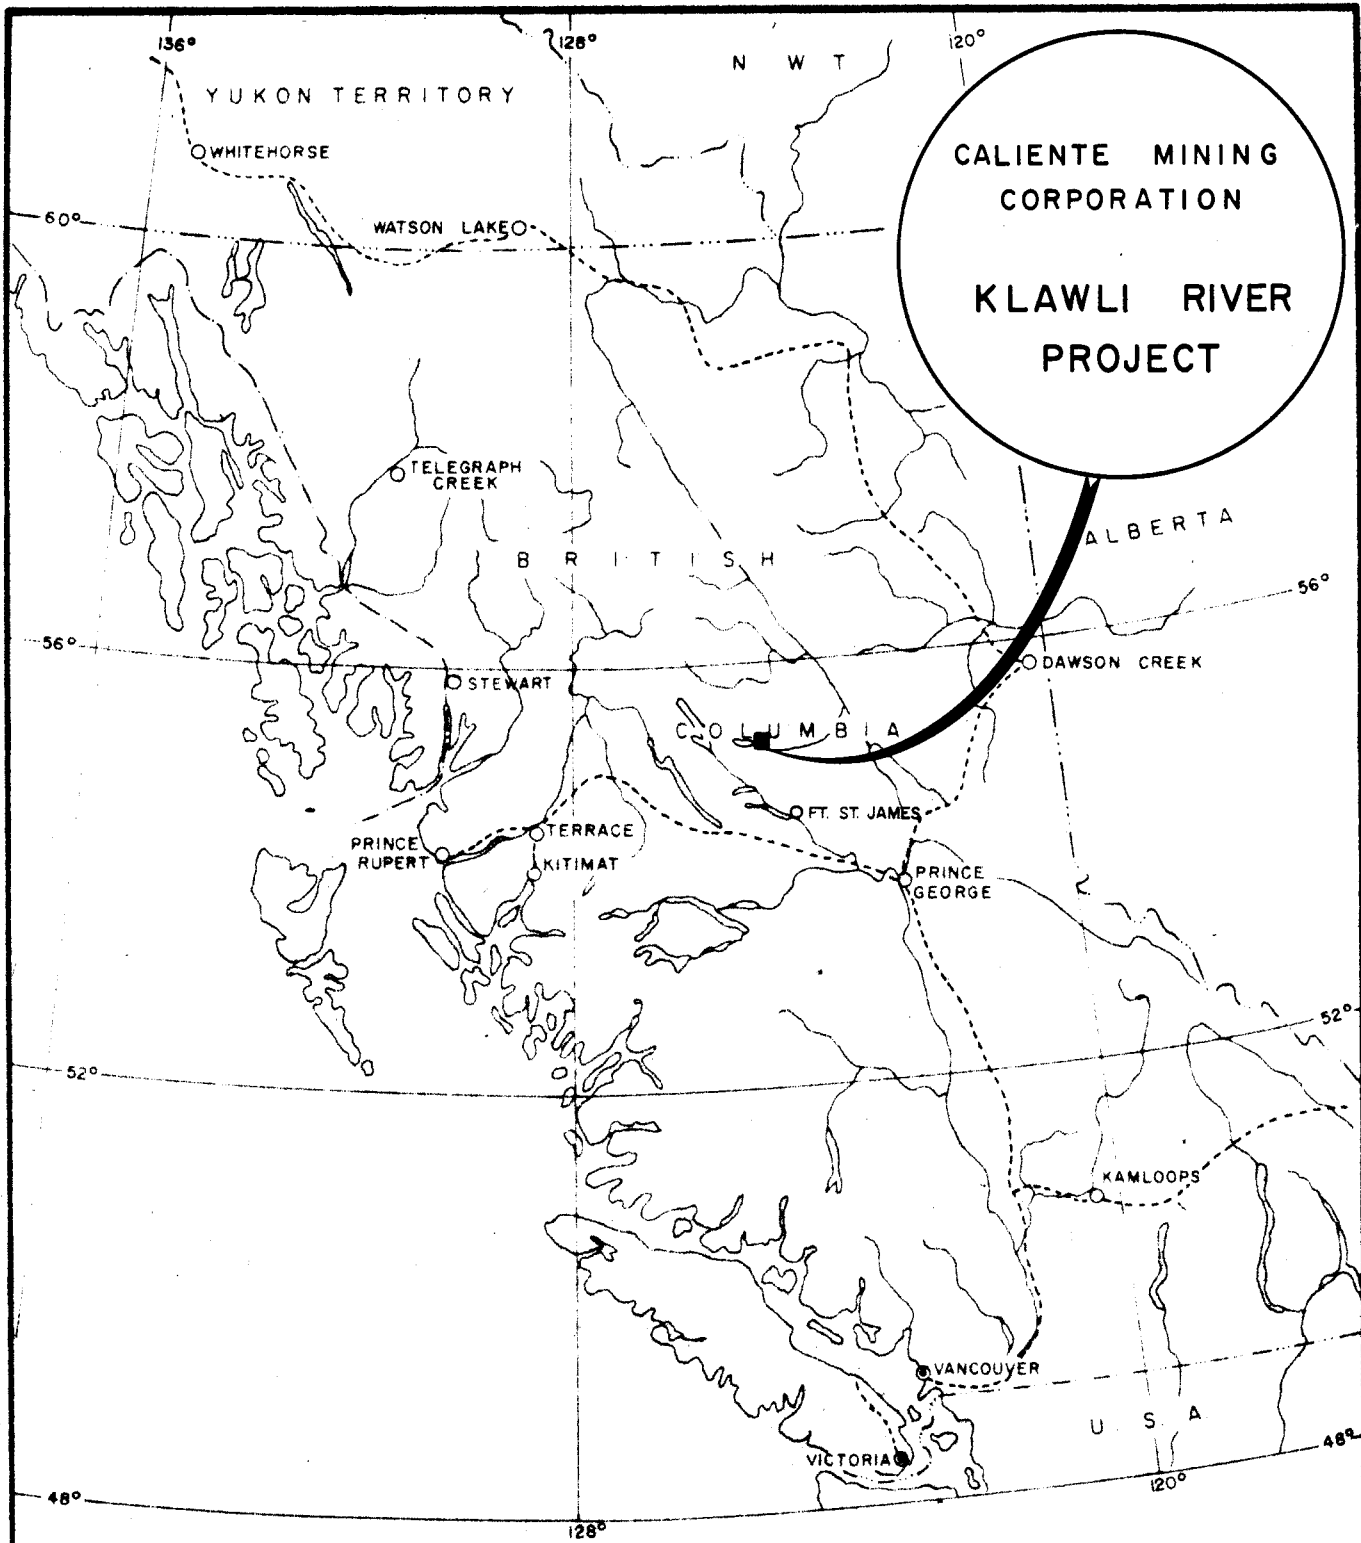 136°
128°
120°
N W T
YUKON TERRITORY
CALIENTE MINING
CORPORATION
KLAWLI RIVER
PROJECT
WHITEHORSE
60°
WATSON LAKE
TELEGRAPH
CREEK
ALBERTA
BRITISH
56°
56°
DAWSON CREEK
STEWART
COLUMBIA
FT. ST. JAMES
TERRACE
PRINCE
RUPERT
KITIMAT
PRINCE
GEORGE
52°
52°
KAMLOOPS
VANCOUVER
U S A
VICTORIA
48°
48°
120°
128°